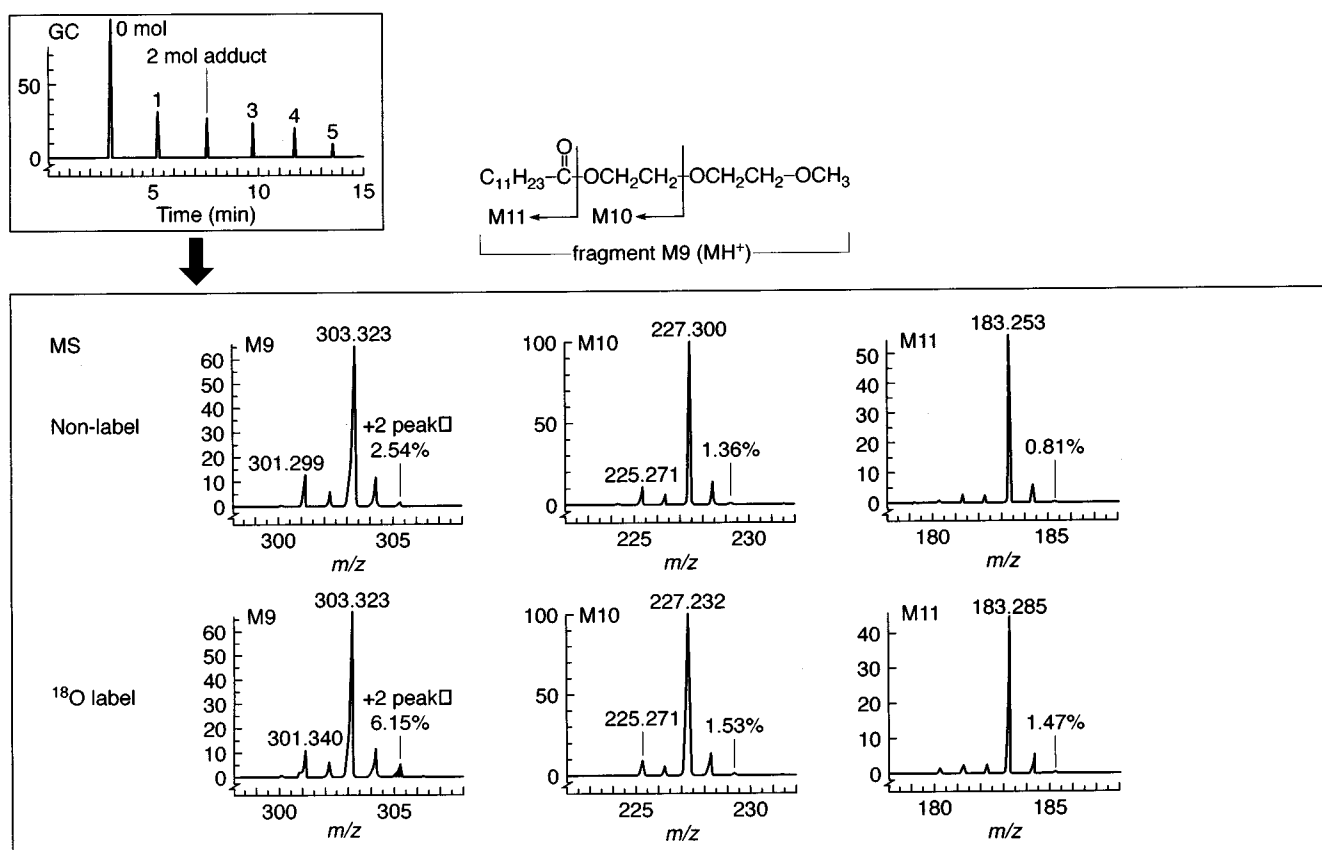 GC
0 mol
2 mol adduct
50
1
3
4
5
0
5
10
15
Time (min)
O
C11H23–C–OCH2CH2–OCH2CH2–OCH3
M11
M10
fragment M9 (MH+)
MS
Non-label
M9
303.323
60
50
40
30
20
10
0
+2 peak□
2.54%
301.299
300
305
m/z
M10
227.300
100
50
0
1.36%
225.271
225
230
m/z
M11
183.253
50
40
30
20
10
0
0.81%
180
185
m/z
18O label
M9
303.323
60
50
40
30
20
10
0
+2 peak□
6.15%
301.340
300
305
m/z
M10
227.232
100
50
0
225.271
1.53%
225
230
m/z
M11
183.285
40
30
20
10
0
1.47%
180
185
m/z